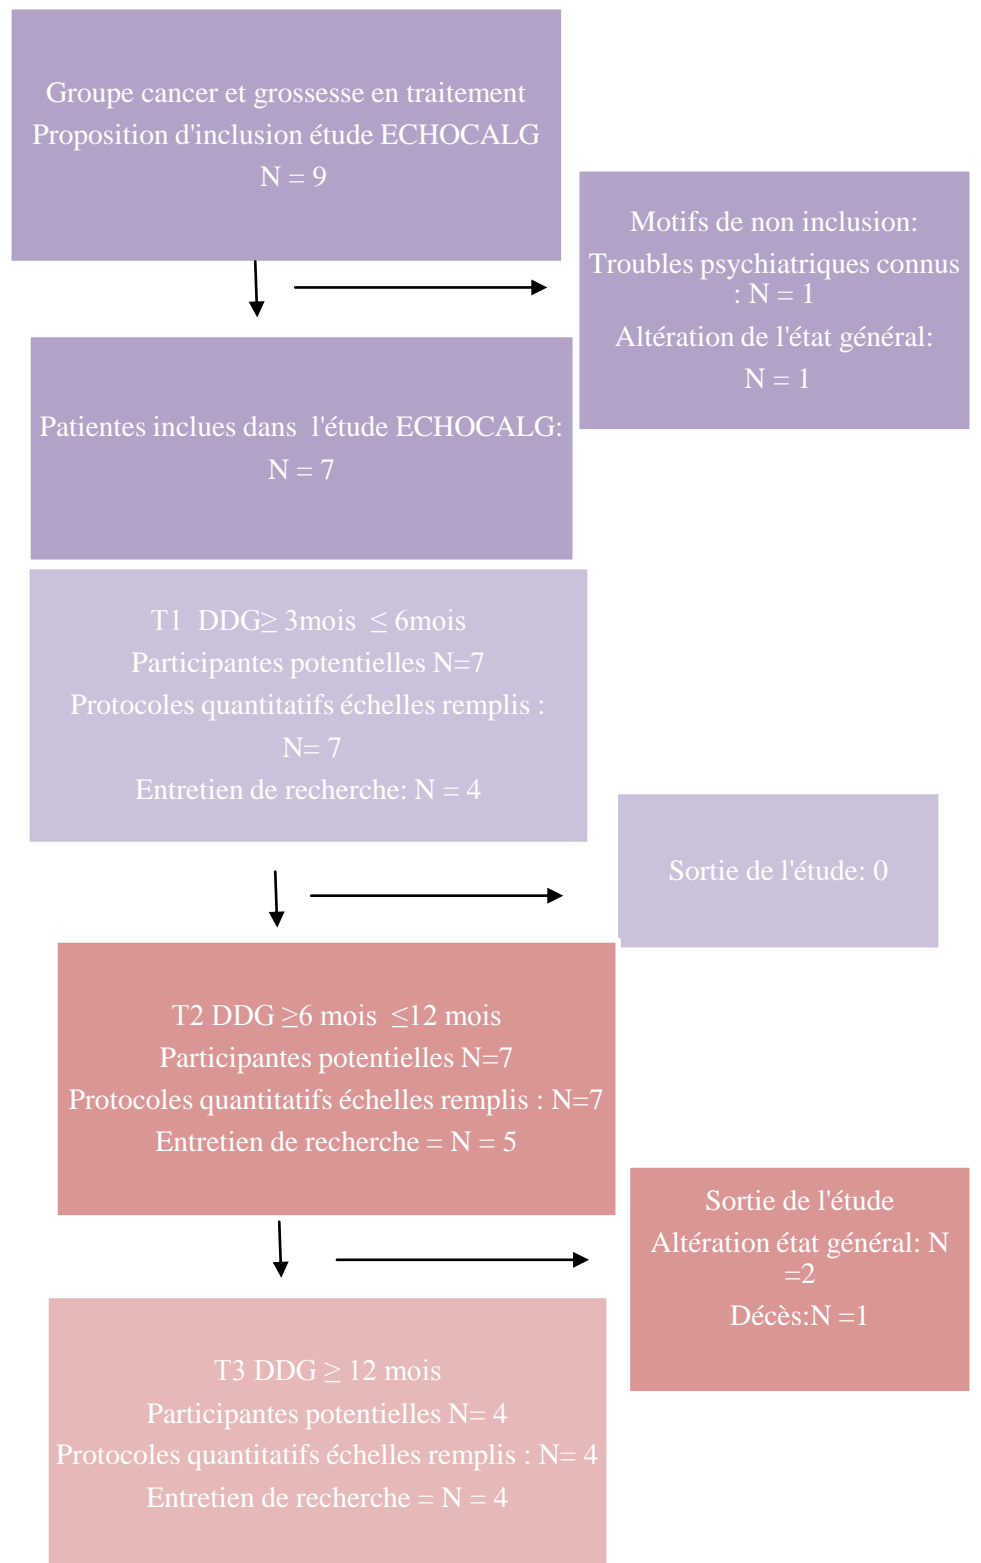 Groupe cancer et grossesse en traitement
Proposition d'inclusion étude ECHOCALG
N = 9
Motifs de non inclusion:
Troubles psychiatriques connus
: N = 1
Altération de l'état général:
N = 1
Patientes inclues dans l'étude ECHOCALG:
N = 7
T1 DDG≥ 3mois ≤ 6mois
Participantes potentielles N=7
Protocoles quantitatifs échelles remplis :
N= 7
Entretien de recherche: N = 4
Sortie de l'étude: 0
T2 DDG ≥6 mois ≤12 mois
Participantes potentielles N=7
Protocoles quantitatifs échelles remplis : N=7
Entretien de recherche = N = 5
Sortie de l'étude
Altération état général: N
=2
Décès:N =1
T3 DDG ≥ 12 mois
Participantes potentielles N= 4
Protocoles quantitatifs échelles remplis : N= 4
Entretien de recherche = N = 4